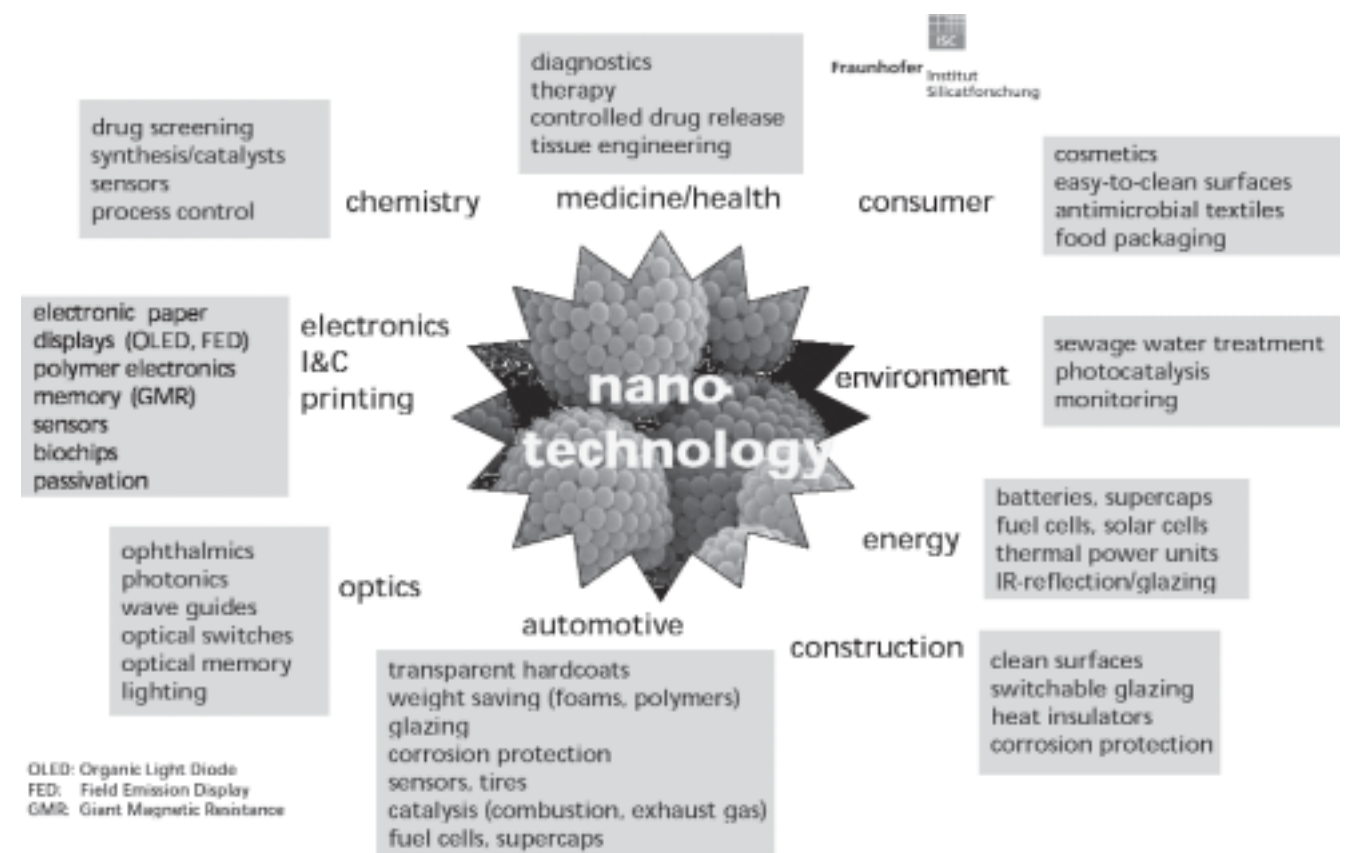 ISC
Fraunhofer Institut
Silicatforschung
diagnostics
therapy
controlled drug release
tissue engineering
medicine/health
drug screening
synthesis/catalysts
sensors
process control
chemistry
consumer
cosmetics
easy-to-clean surfaces
antimicrobial textiles
food packaging
electronic paper
displays (OLED, FED)
polymer electronics
memory (GMR)
sensors
biochips
passivation
electronics
I&C
printing
nano-
technology
environment
sewage water treatment
photocatalysis
monitoring
energy
batteries, supercaps
fuel cells, solar cells
thermal power units
IR-reflection/glazing
ophthalmics
photonics
wave guides
optical switches
optical memory
lighting
optics
automotive
transparent hardcoats
weight saving (foams, polymers)
glazing
corrosion protection
sensors, tires
catalysis (combustion, exhaust gas)
fuel cells, supercaps
construction
clean surfaces
switchable glazing
heat insulators
corrosion protection
OLED: Organic Light Diode
FED: Field Emission Display
GMR: Giant Magnetic Resistance